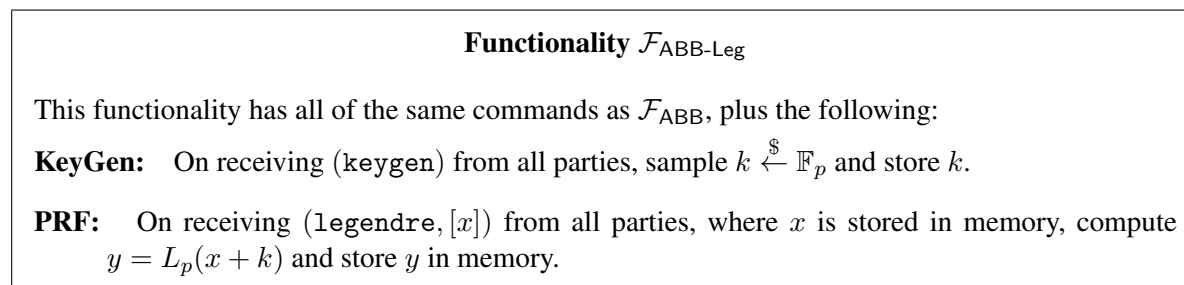 Functionality $\mathcal{F}_{\mathsf{ABB\text{-}Leg}}$
This functionality has all of the same commands as $\mathcal{F}_{\mathsf{ABB}}$, plus the following:
KeyGen: On receiving (keygen) from all parties, sample $k \stackrel{\$}{\leftarrow} \mathbb{F}_p$ and store $k$.
PRF: On receiving (legendre, $[x]$) from all parties, where $x$ is stored in memory, compute
$y = L_p(x + k)$ and store $y$ in memory.